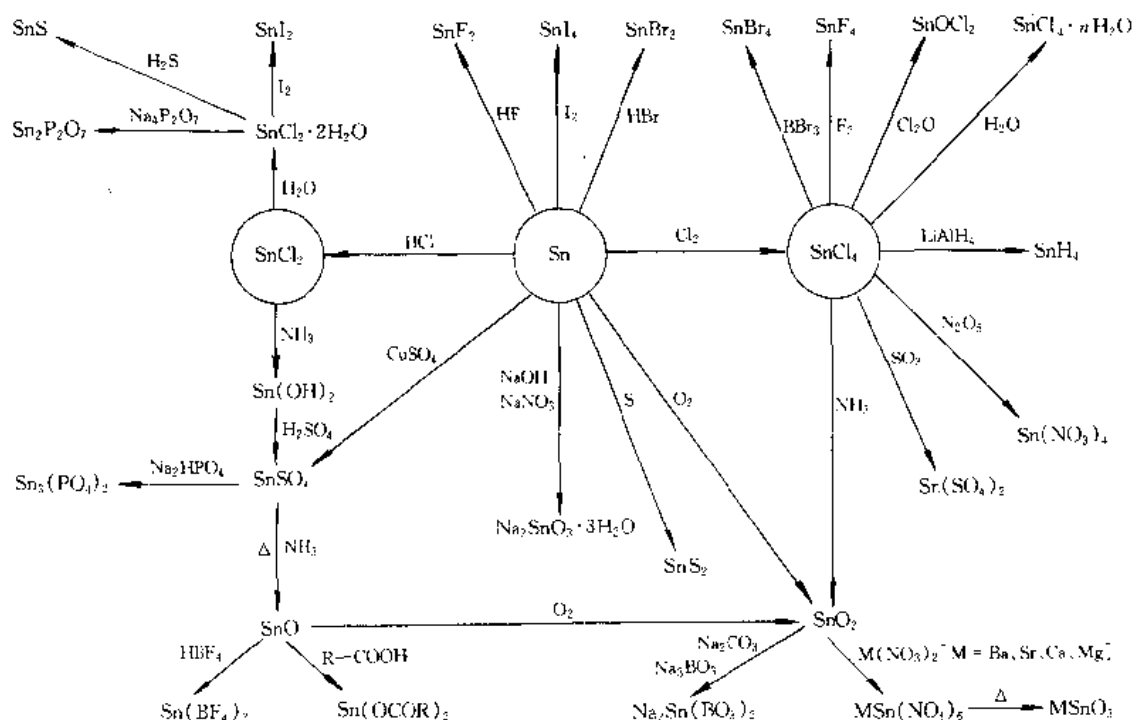 SnS SnI₂ SnF₂ SnI₄ SnBr₂ SnBr₄ SnF₄ SnOCl₂ SnCl₄·nH₂O
H₂S
I₂
Na₄P₂O₇ HF I₂ HBr BBr₃ F₂ Cl₂O H₂O
Sn₂P₂O₇ SnCl₂·2H₂O
H₂O
HCl Cl₂ LiAlH₄
SnCl₂ Sn SnCl₄ SnH₄
NH₃ N₂O₅
CuSO₄ SO₃
Sn(OH)₂ NaOH
NaNO₃ S O₂ NH₃
H₂SO₄ Sn(NO₃)₄
Na₂HPO₄
Sn₃(PO₄)₂ SnSO₄ Sn(SO₄)₂
Na₂SnO₃·3H₂O
Δ NH₃ SnS₂
O₂
SnO SnO₂
HBF₄ R—COOH Na₂CO₃ M(NO₃)₂ M = Ba、Sr、Ca、Mg
Na₃BO₃
Δ
Sn(BF₄)₂ Sn(OCOR)₂ Na₂Sn(BO₃)₂ MSn(NO₃)₅ MSnO₃